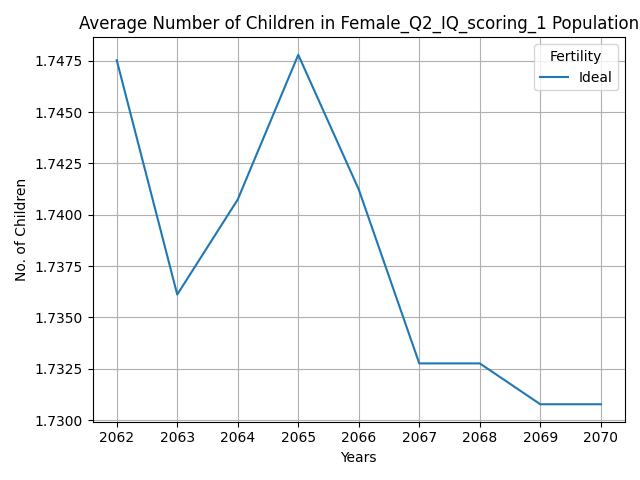 Average Number of Children in Female_Q2_IQ_scoring_1 Population
Fertility
Ideal
1.7475
1.7450
1.7425
1.7400
1.7375
1.7350
1.7325
1.7300
No. of Children
2062 2063 2064 2065 2066 2067 2068 2069 2070
Years